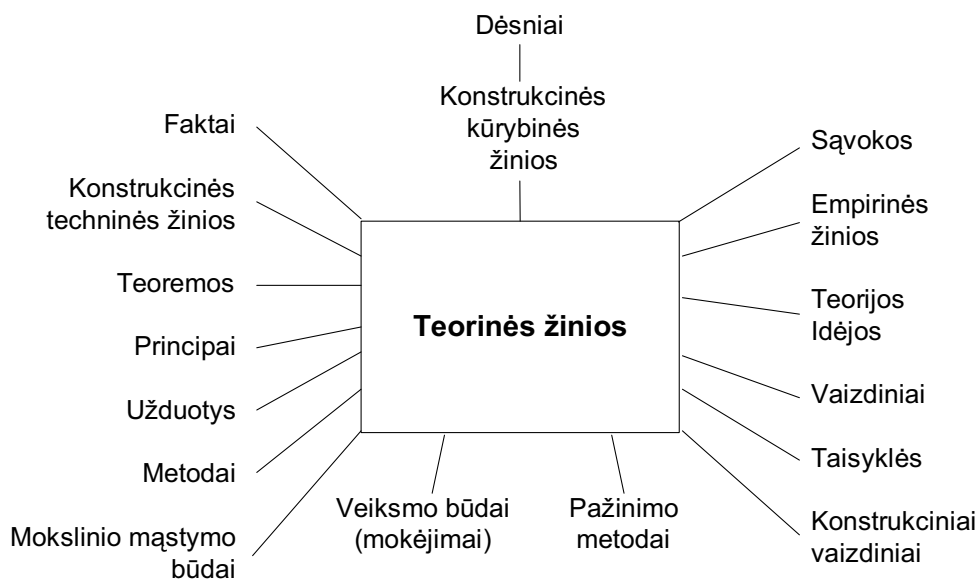 Dėsniai
Konstrukcinės
kūrybinės
žinios
Faktai
Konstrukcinės
techninės žinios
Teoremos
Principai
Užduotys
Metodai
Mokslinio mąstymo
būdai
Teorinės žinios
Veiksmo būdai
(mokėjimai)
Pažinimo
metodai
Sąvokos
Empirinės
žinios
Teorijos
Idėjos
Vaizdiniai
Taisyklės
Konstrukciniai
vaizdiniai